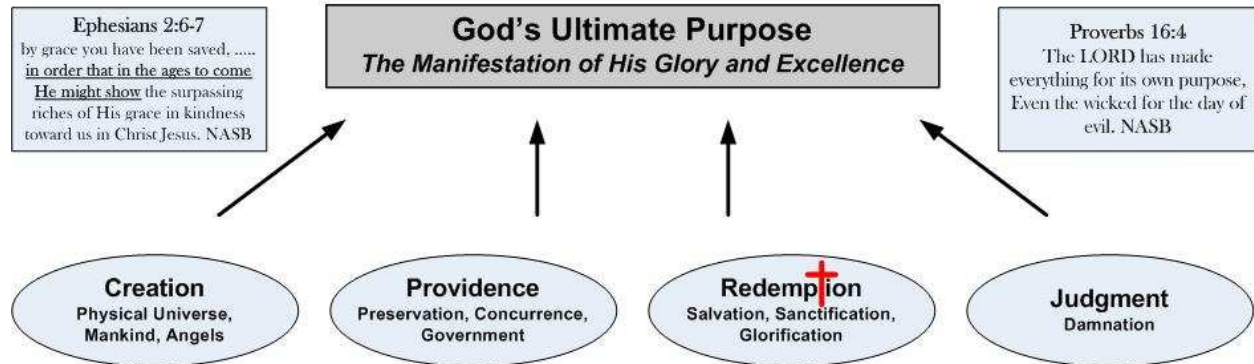 Ephesians 2:6-7
by grace you have been saved, .....
in order that in the ages to come
He might show the surpassing
riches of His grace in kindness
toward us in Christ Jesus. NASB
God's Ultimate Purpose
The Manifestation of His Glory and Excellence
Proverbs 16:4
The LORD has made
everything for its own purpose,
Even the wicked for the day of
evil. NASB
Creation
Physical Universe,
Mankind, Angels
Providence
Preservation, Concurrence,
Government
Redemption
Salvation, Sanctification,
Glorification
Judgment
Damnation